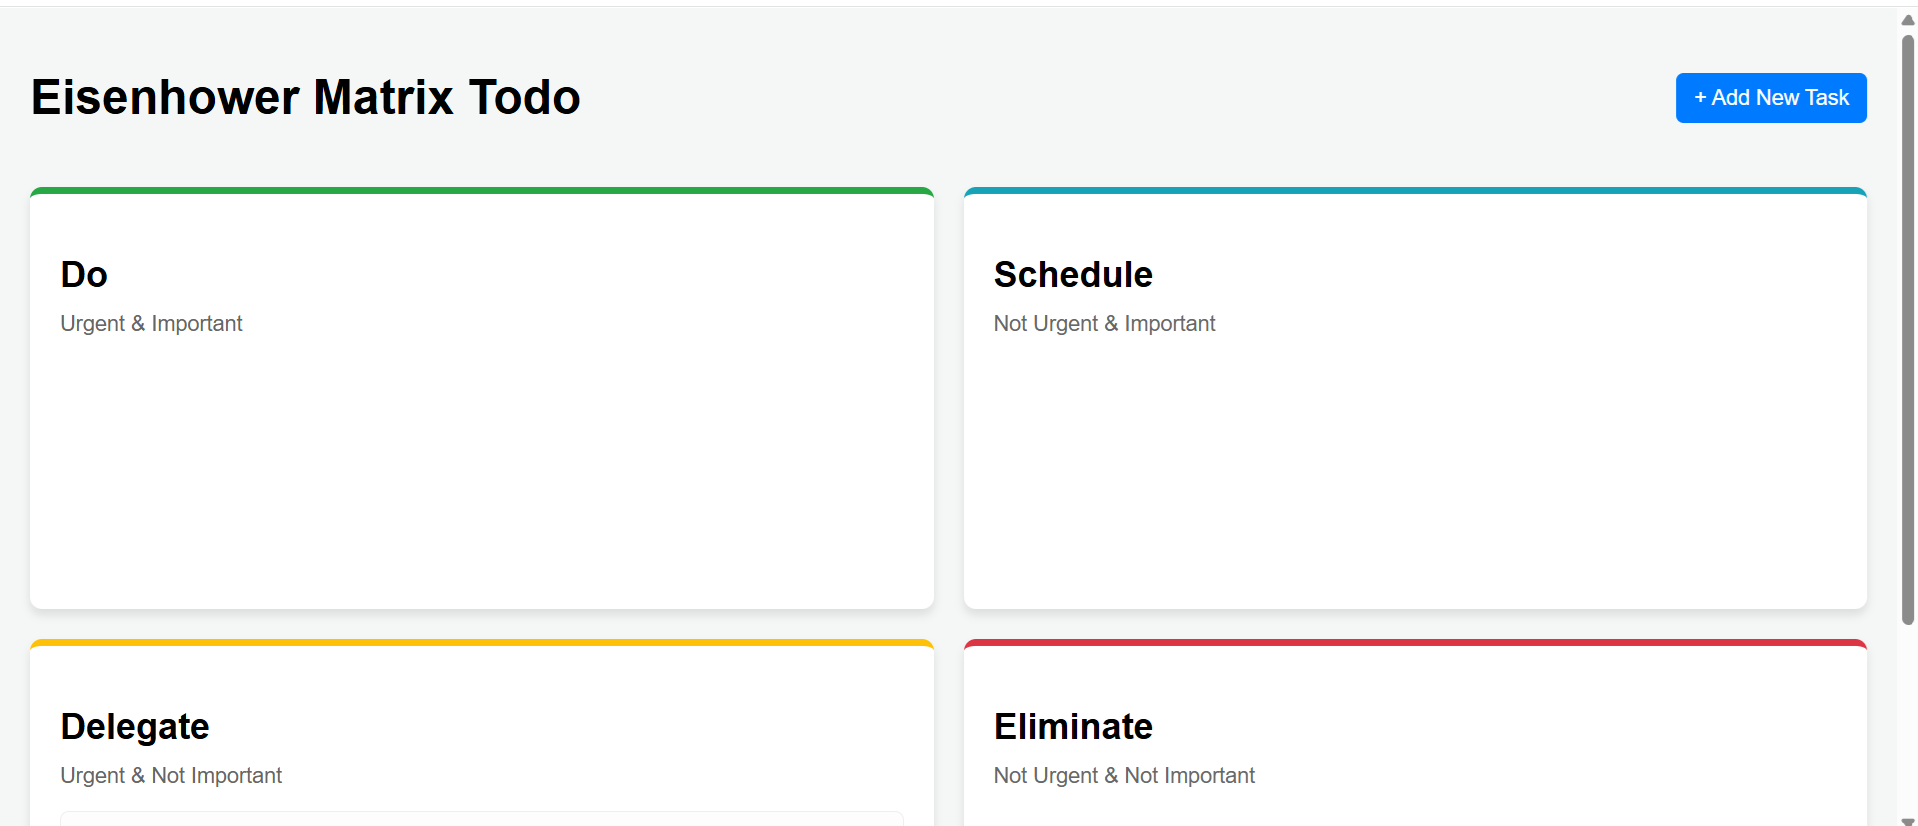 Eisenhower Matrix Todo
+ Add New Task
Do
Urgent & Important
Schedule
Not Urgent & Important
Delegate
Urgent & Not Important
Eliminate
Not Urgent & Not Important